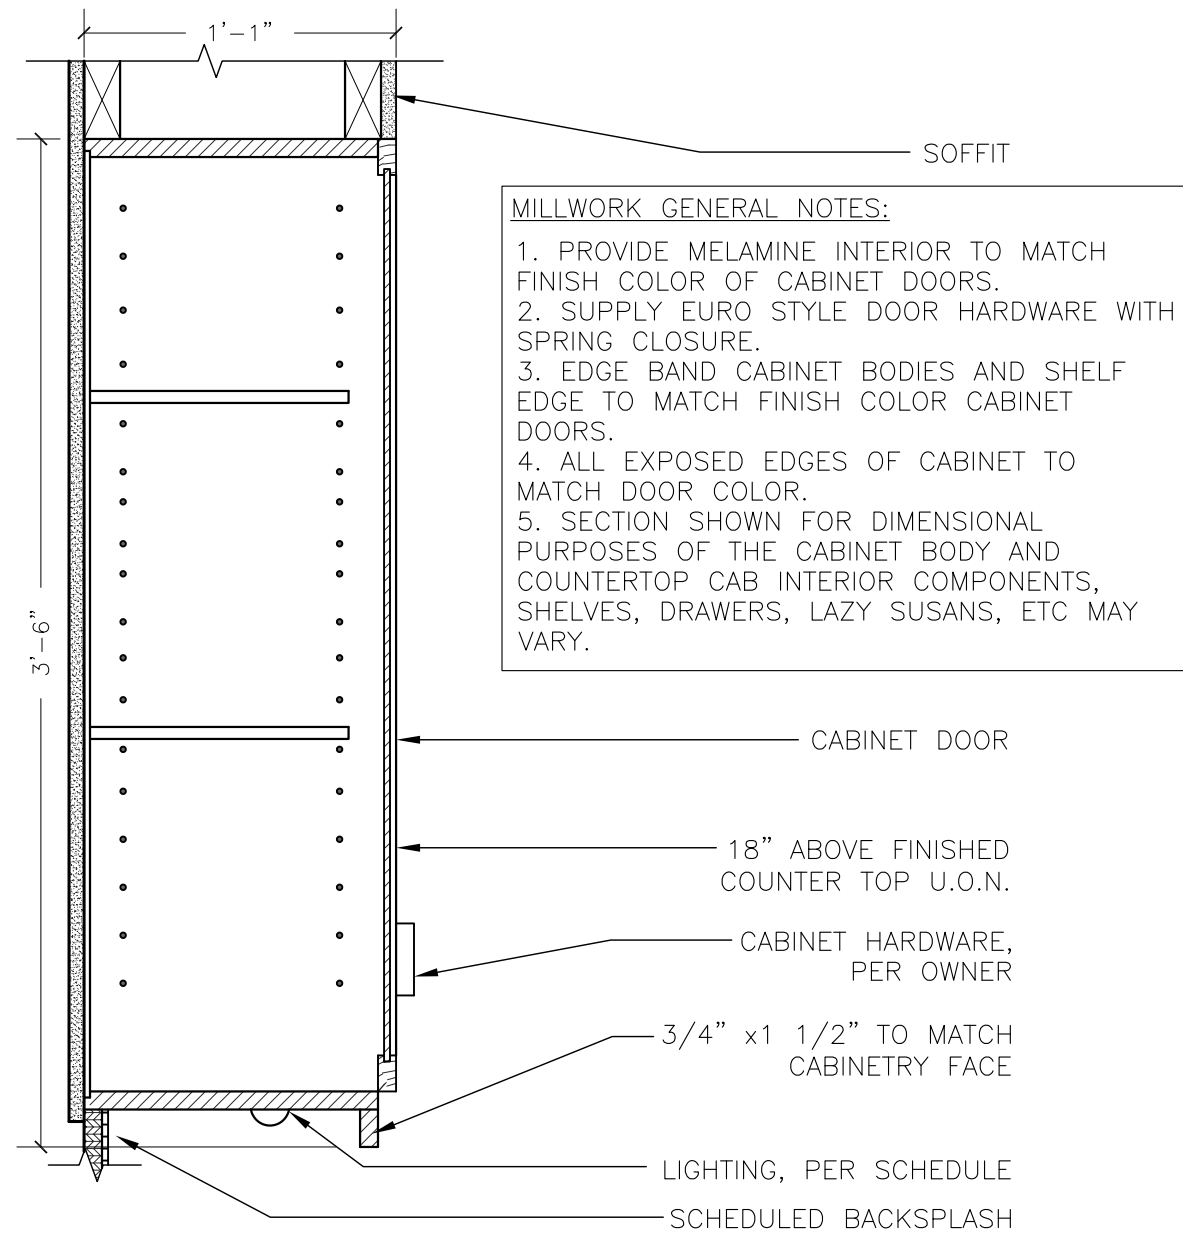 1'-1"
SOFFIT
MILLWORK GENERAL NOTES:
1. PROVIDE MELAMINE INTERIOR TO MATCH
FINISH COLOR OF CABINET DOORS.
2. SUPPLY EURO STYLE DOOR HARDWARE WITH
SPRING CLOSURE.
3. EDGE BAND CABINET BODIES AND SHELF
EDGE TO MATCH FINISH COLOR CABINET
DOORS.
4. ALL EXPOSED EDGES OF CABINET TO
MATCH DOOR COLOR.
5. SECTION SHOWN FOR DIMENSIONAL
PURPOSES OF THE CABINET BODY AND
COUNTERTOP CAB INTERIOR COMPONENTS,
SHELVES, DRAWERS, LAZY SUSANS, ETC MAY
VARY.
3'-6"
CABINET DOOR
18" ABOVE FINISHED
COUNTER TOP U.O.N.
CABINET HARDWARE,
PER OWNER
3/4" x1 1/2" TO MATCH
CABINETRY FACE
LIGHTING, PER SCHEDULE
SCHEDULED BACKSPLASH